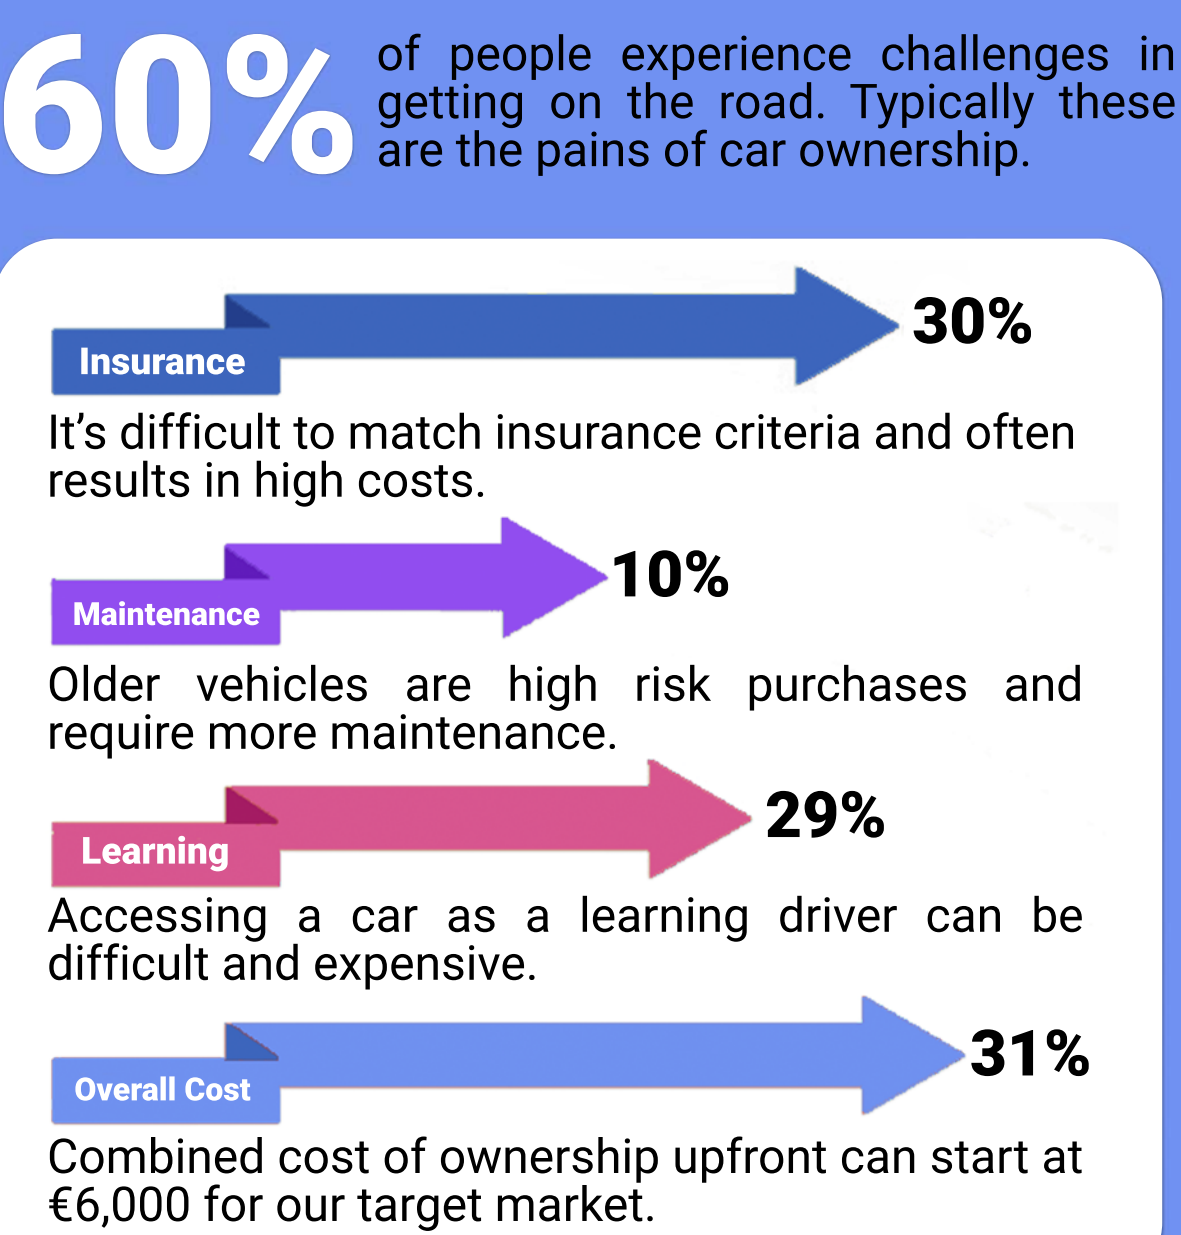 60%
of people experience challenges in
getting on the road. Typically these
are the pains of car ownership.
Insurance
30%
It's difficult to match insurance criteria and often
results in high costs.
Maintenance
10%
Older vehicles are high risk purchases and
require more maintenance.
Learning
29%
Accessing a car as a learning driver can be
difficult and expensive.
Overall Cost
31%
Combined cost of ownership upfront can start at
€6,000 for our target market.